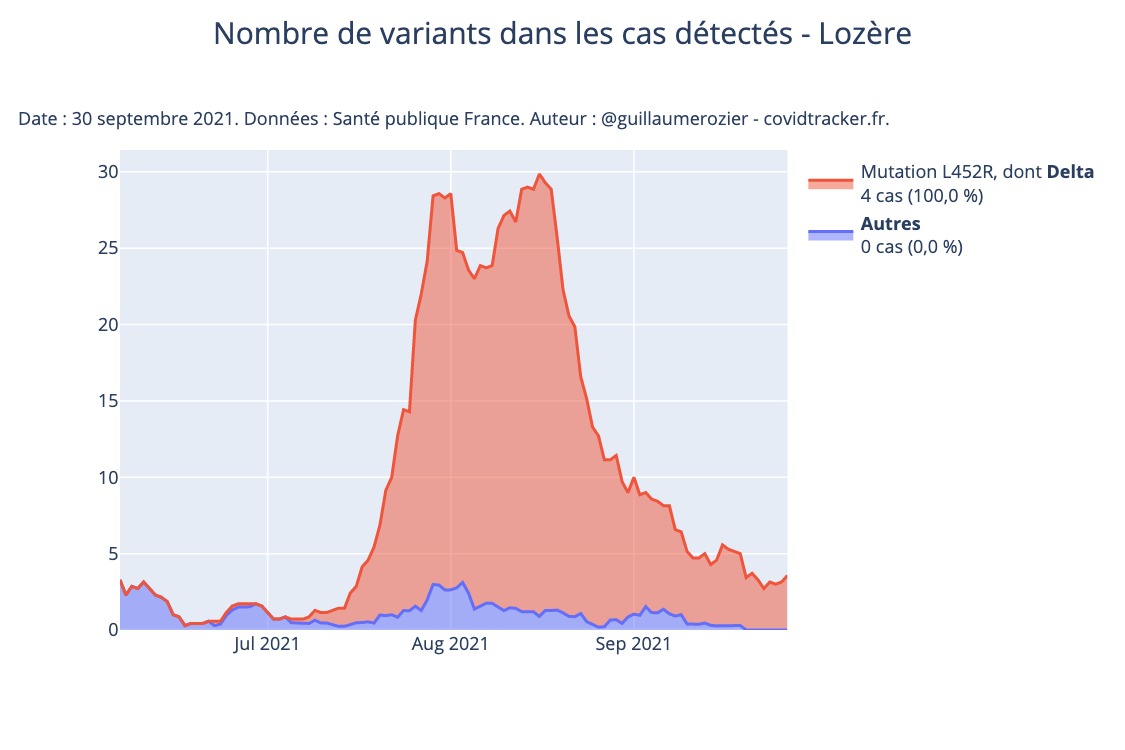 Nombre de variants dans les cas détectés - Lozère
Date : 30 septembre 2021. Données : Santé publique France. Auteur : @guillaumerozier - covidtracker.fr.
30
25
20
15
10
5
0
Jul 2021
Aug 2021
Sep 2021
Mutation L452R, dont Delta
4 cas (100,0 %)
Autres
0 cas (0,0 %)